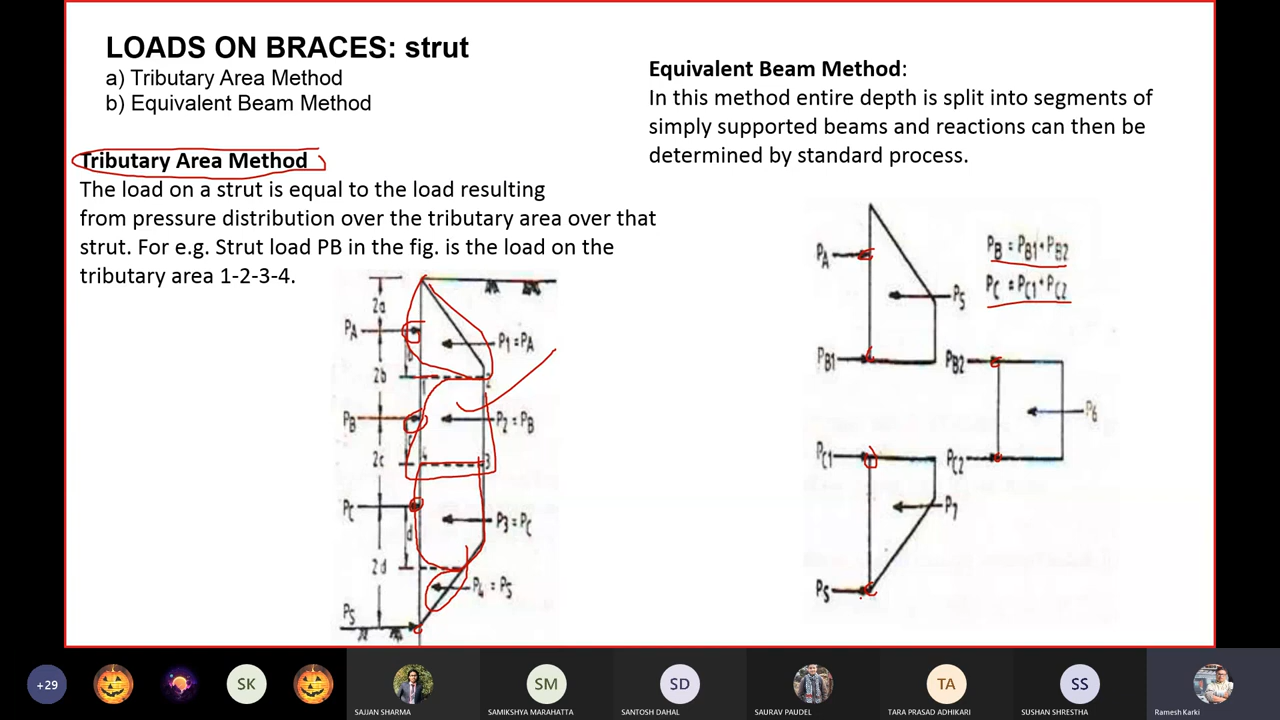 LOADS ON BRACES: strut
a) Tributary Area Method
b) Equivalent Beam Method
Tributary Area Method
The load on a strut is equal to the load resulting
from pressure distribution over the tributary area over that
strut. For e.g. Strut load PB in the fig. is the load on the
tributary area 1-2-3-4.
2a
PA
P1 = PA
b
2b
1
2
PB
P2 = PB
2c
4
3
PC
P3 = PC
d
2d
P4 = PS
PS
Equivalent Beam Method:
In this method entire depth is split into segments of
simply supported beams and reactions can then be
determined by standard process.
PA
PB = PB1 + PB2
PC = PC1 + PC2
P5
PB1
PB2
P6
PC1
PC2
P7
PS
+29
SK
SM
SD
TA
SS
SAJJAN SHARMA
SAMIKSHYA MARAHATTA
SANTOSH DAHAL
SAURAV PAUDEL
TARA PRASAD ADHIKARI
SUSHAN SHRESTHA
Ramesh Karki